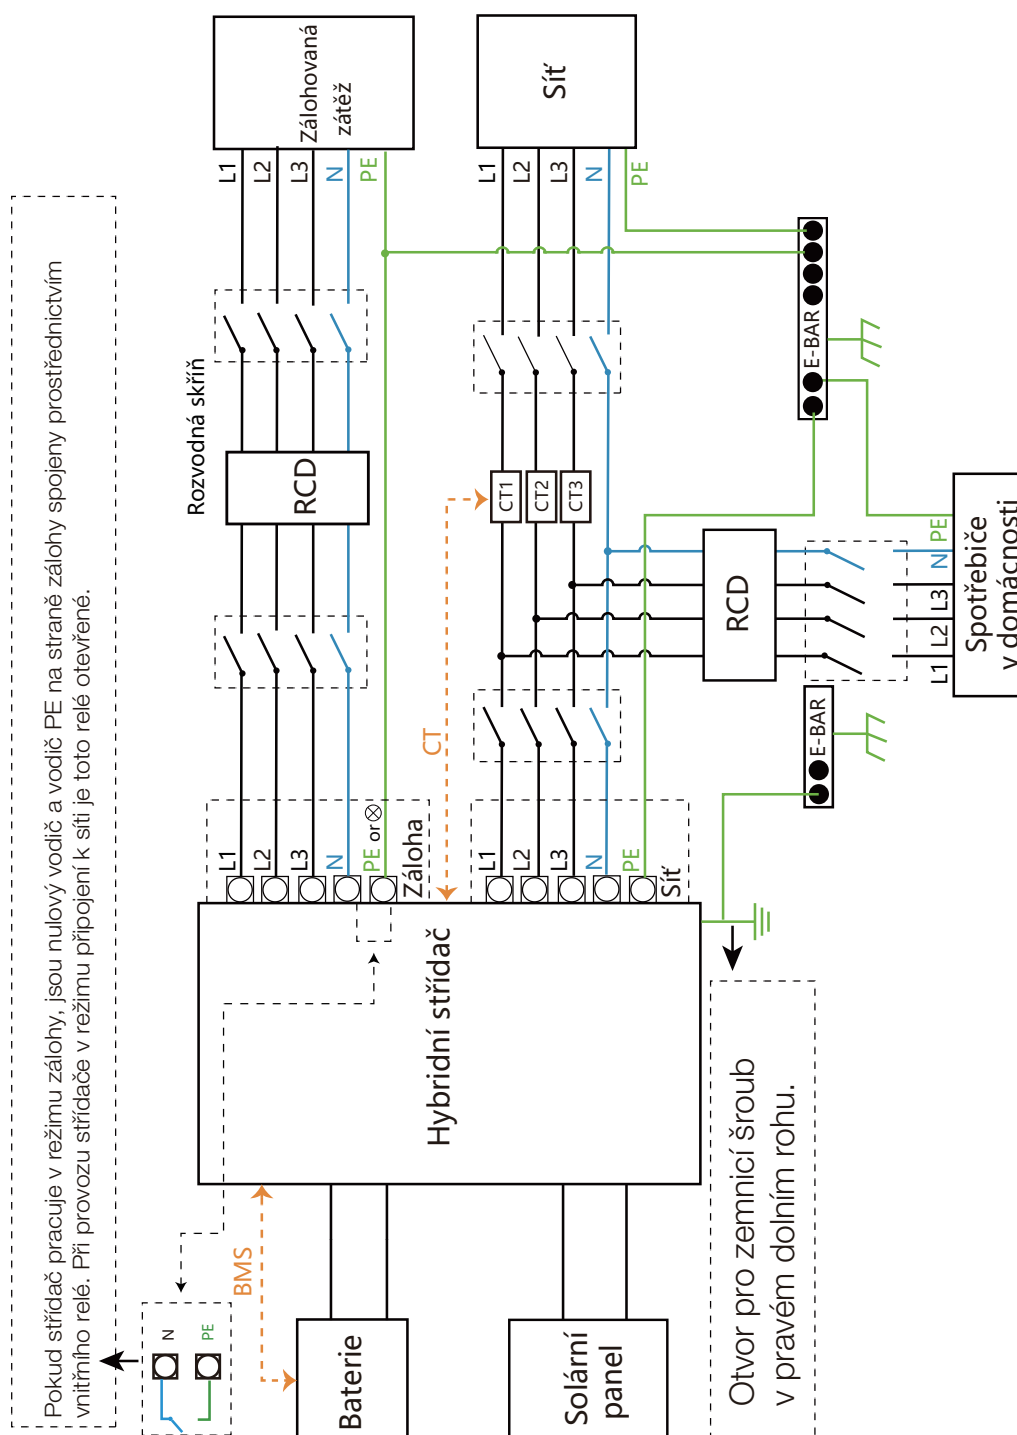 Pokud střídač pracuje v režimu zálohy, jsou nulový vodič a vodič PE na straně zálohy spojeny prostřednictvím
vnitřního relé. Při provozu střídače v režimu připojení k síti je toto relé otevřené.
N
PE
BMS
Baterie
Solární
panel
Hybridní střídač
Otvor pro zemnicí šroub
v pravém dolním rohu.
L1
L2
L3
N
PE or
Záloha
CT
L1
L2
L3
N
PE
Síť
Rozvodná skříň
RCD
L1
L2
L3
N
PE
Zálohovaná
zátěž
CT1
CT2
CT3
L1
L2
L3
N
PE
Síť
E-BAR
E-BAR
RCD
L1
L2
L3
N
PE
Spotřebiče
v domácnosti